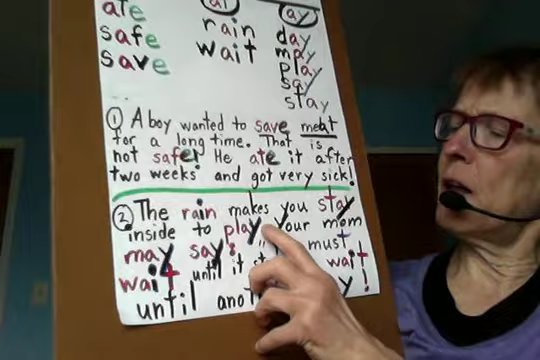 ate
safe
save
ai
rain
wait
ay
day
may
play
say
stay
① A boy wanted to save meat
for a long time. That is
not safe! He ate it after
two weeks and got very sick!
② The rain makes you stay
inside to play. Your mom
may say, " must
wait until it wait
until y!